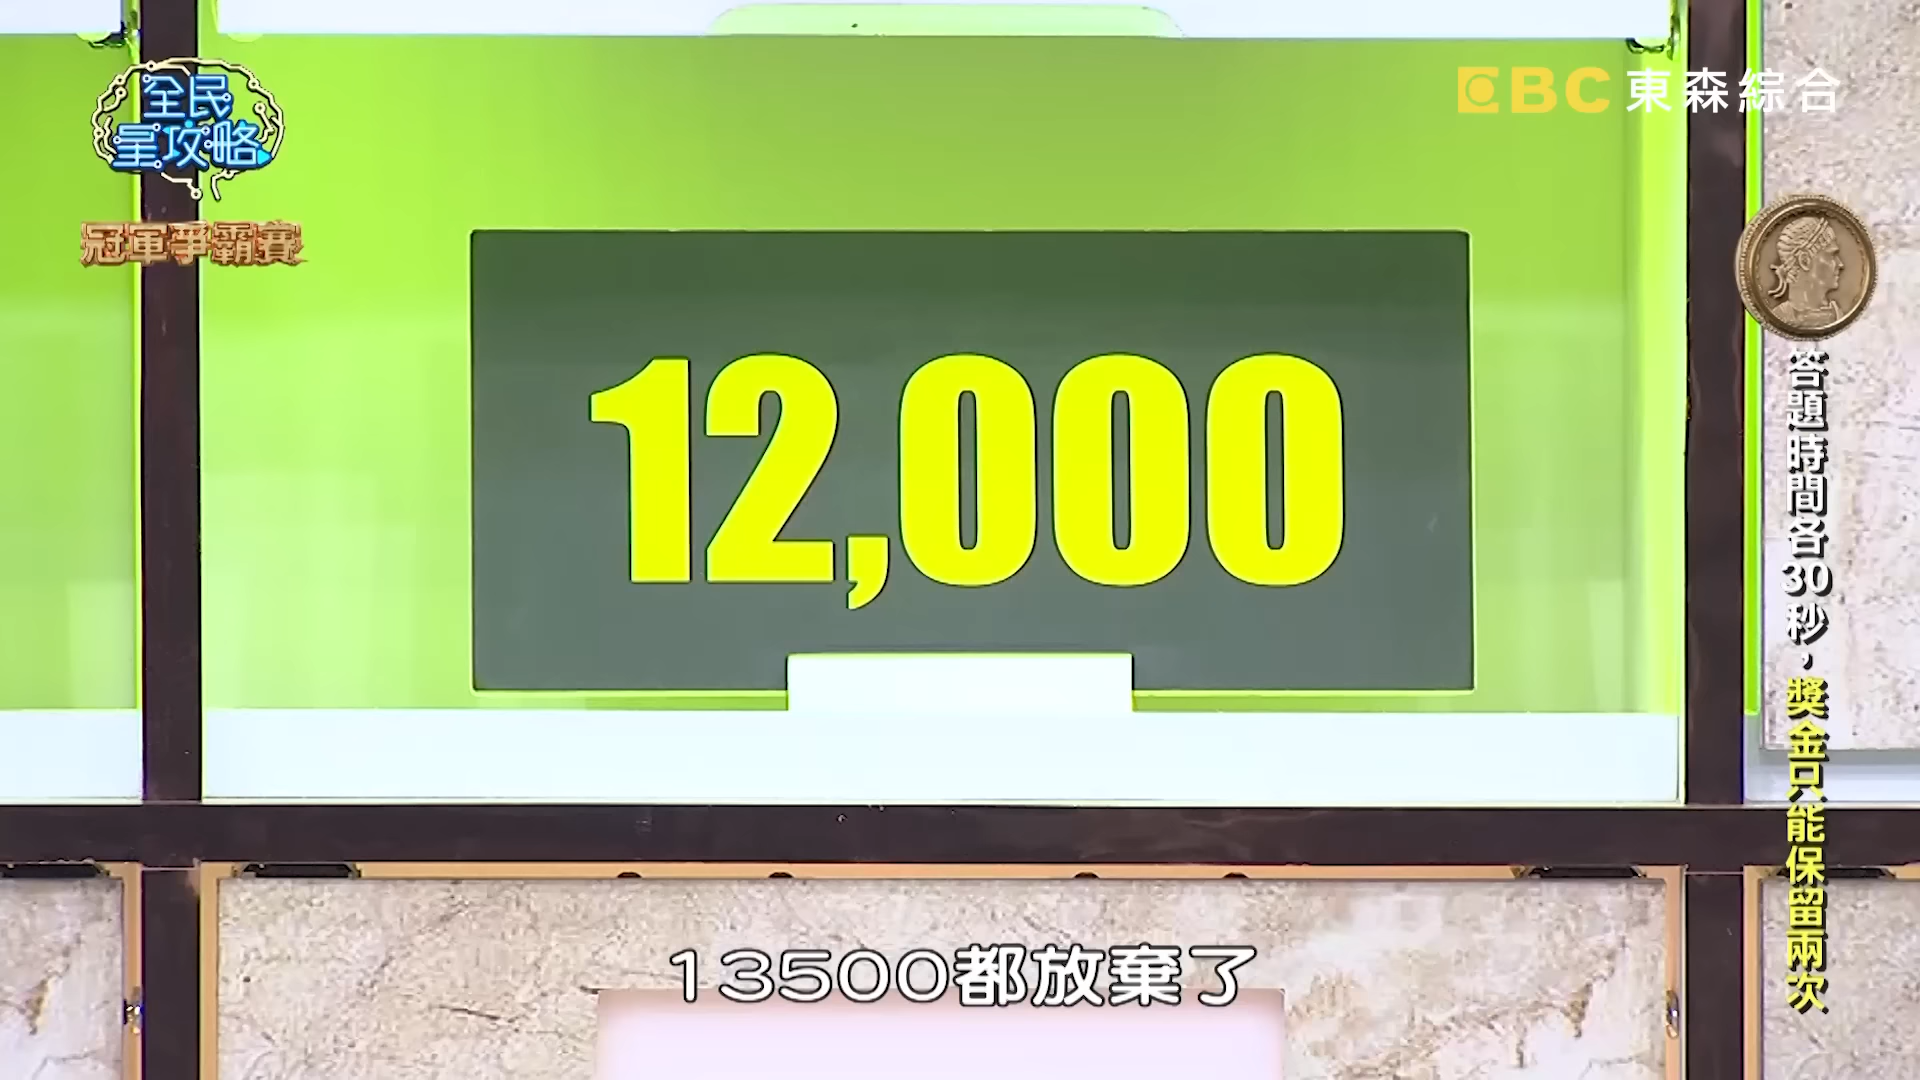 全民
星攻略
冠軍爭霸賽
EBC 東森綜合
12,000
答題時間各30秒，獎金只能保留兩次
13500都放棄了